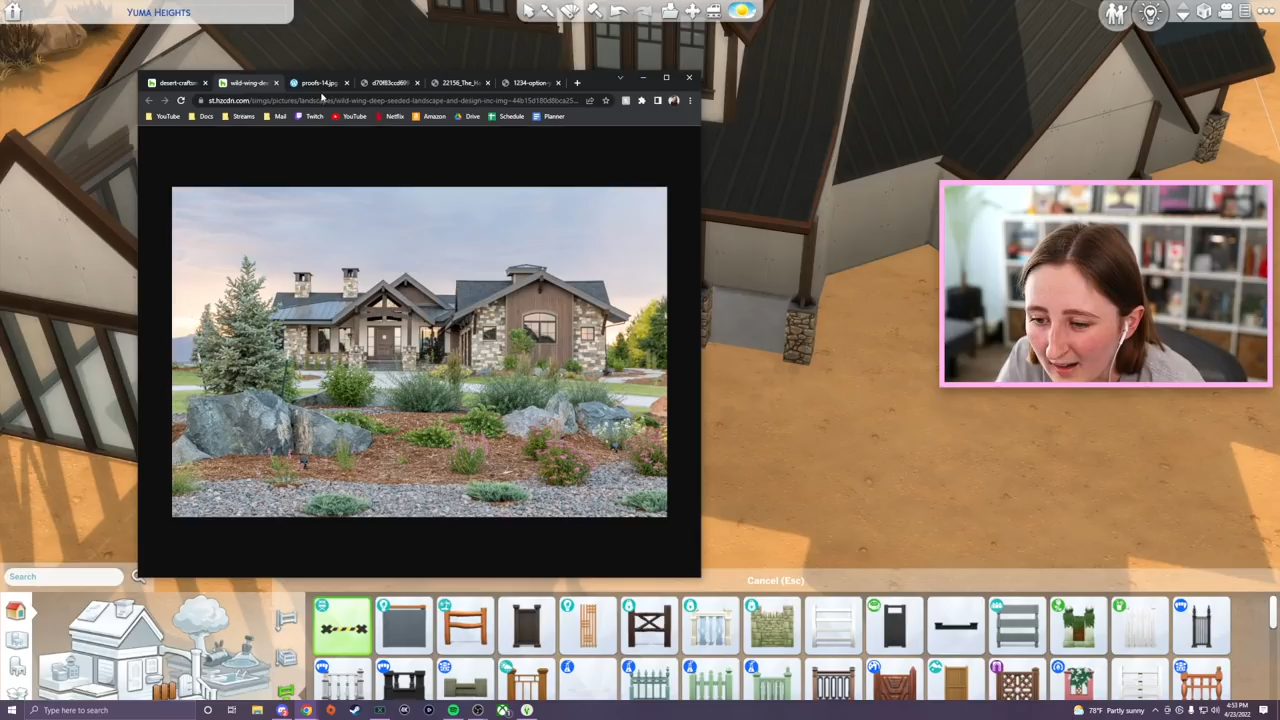 YUMA HEIGHTS
desert-craftsm
wild-wing-dee
proofs-14.jpg
d70f83ccd69
22156_The_H
1234-option-
st.hzcdn.com/simgs/pictures/landscapes/wild-wing-deep-seeded-landscape-and-design-inc-img~44b15d180d8bca25...
YouTube
Docs
Streams
Mail
Twitch
YouTube
Netflix
Amazon
Drive
Schedule
Planner
Search
Cancel (Esc)
Type here to search
78°F Partly sunny
4:53 PM
4/23/2022